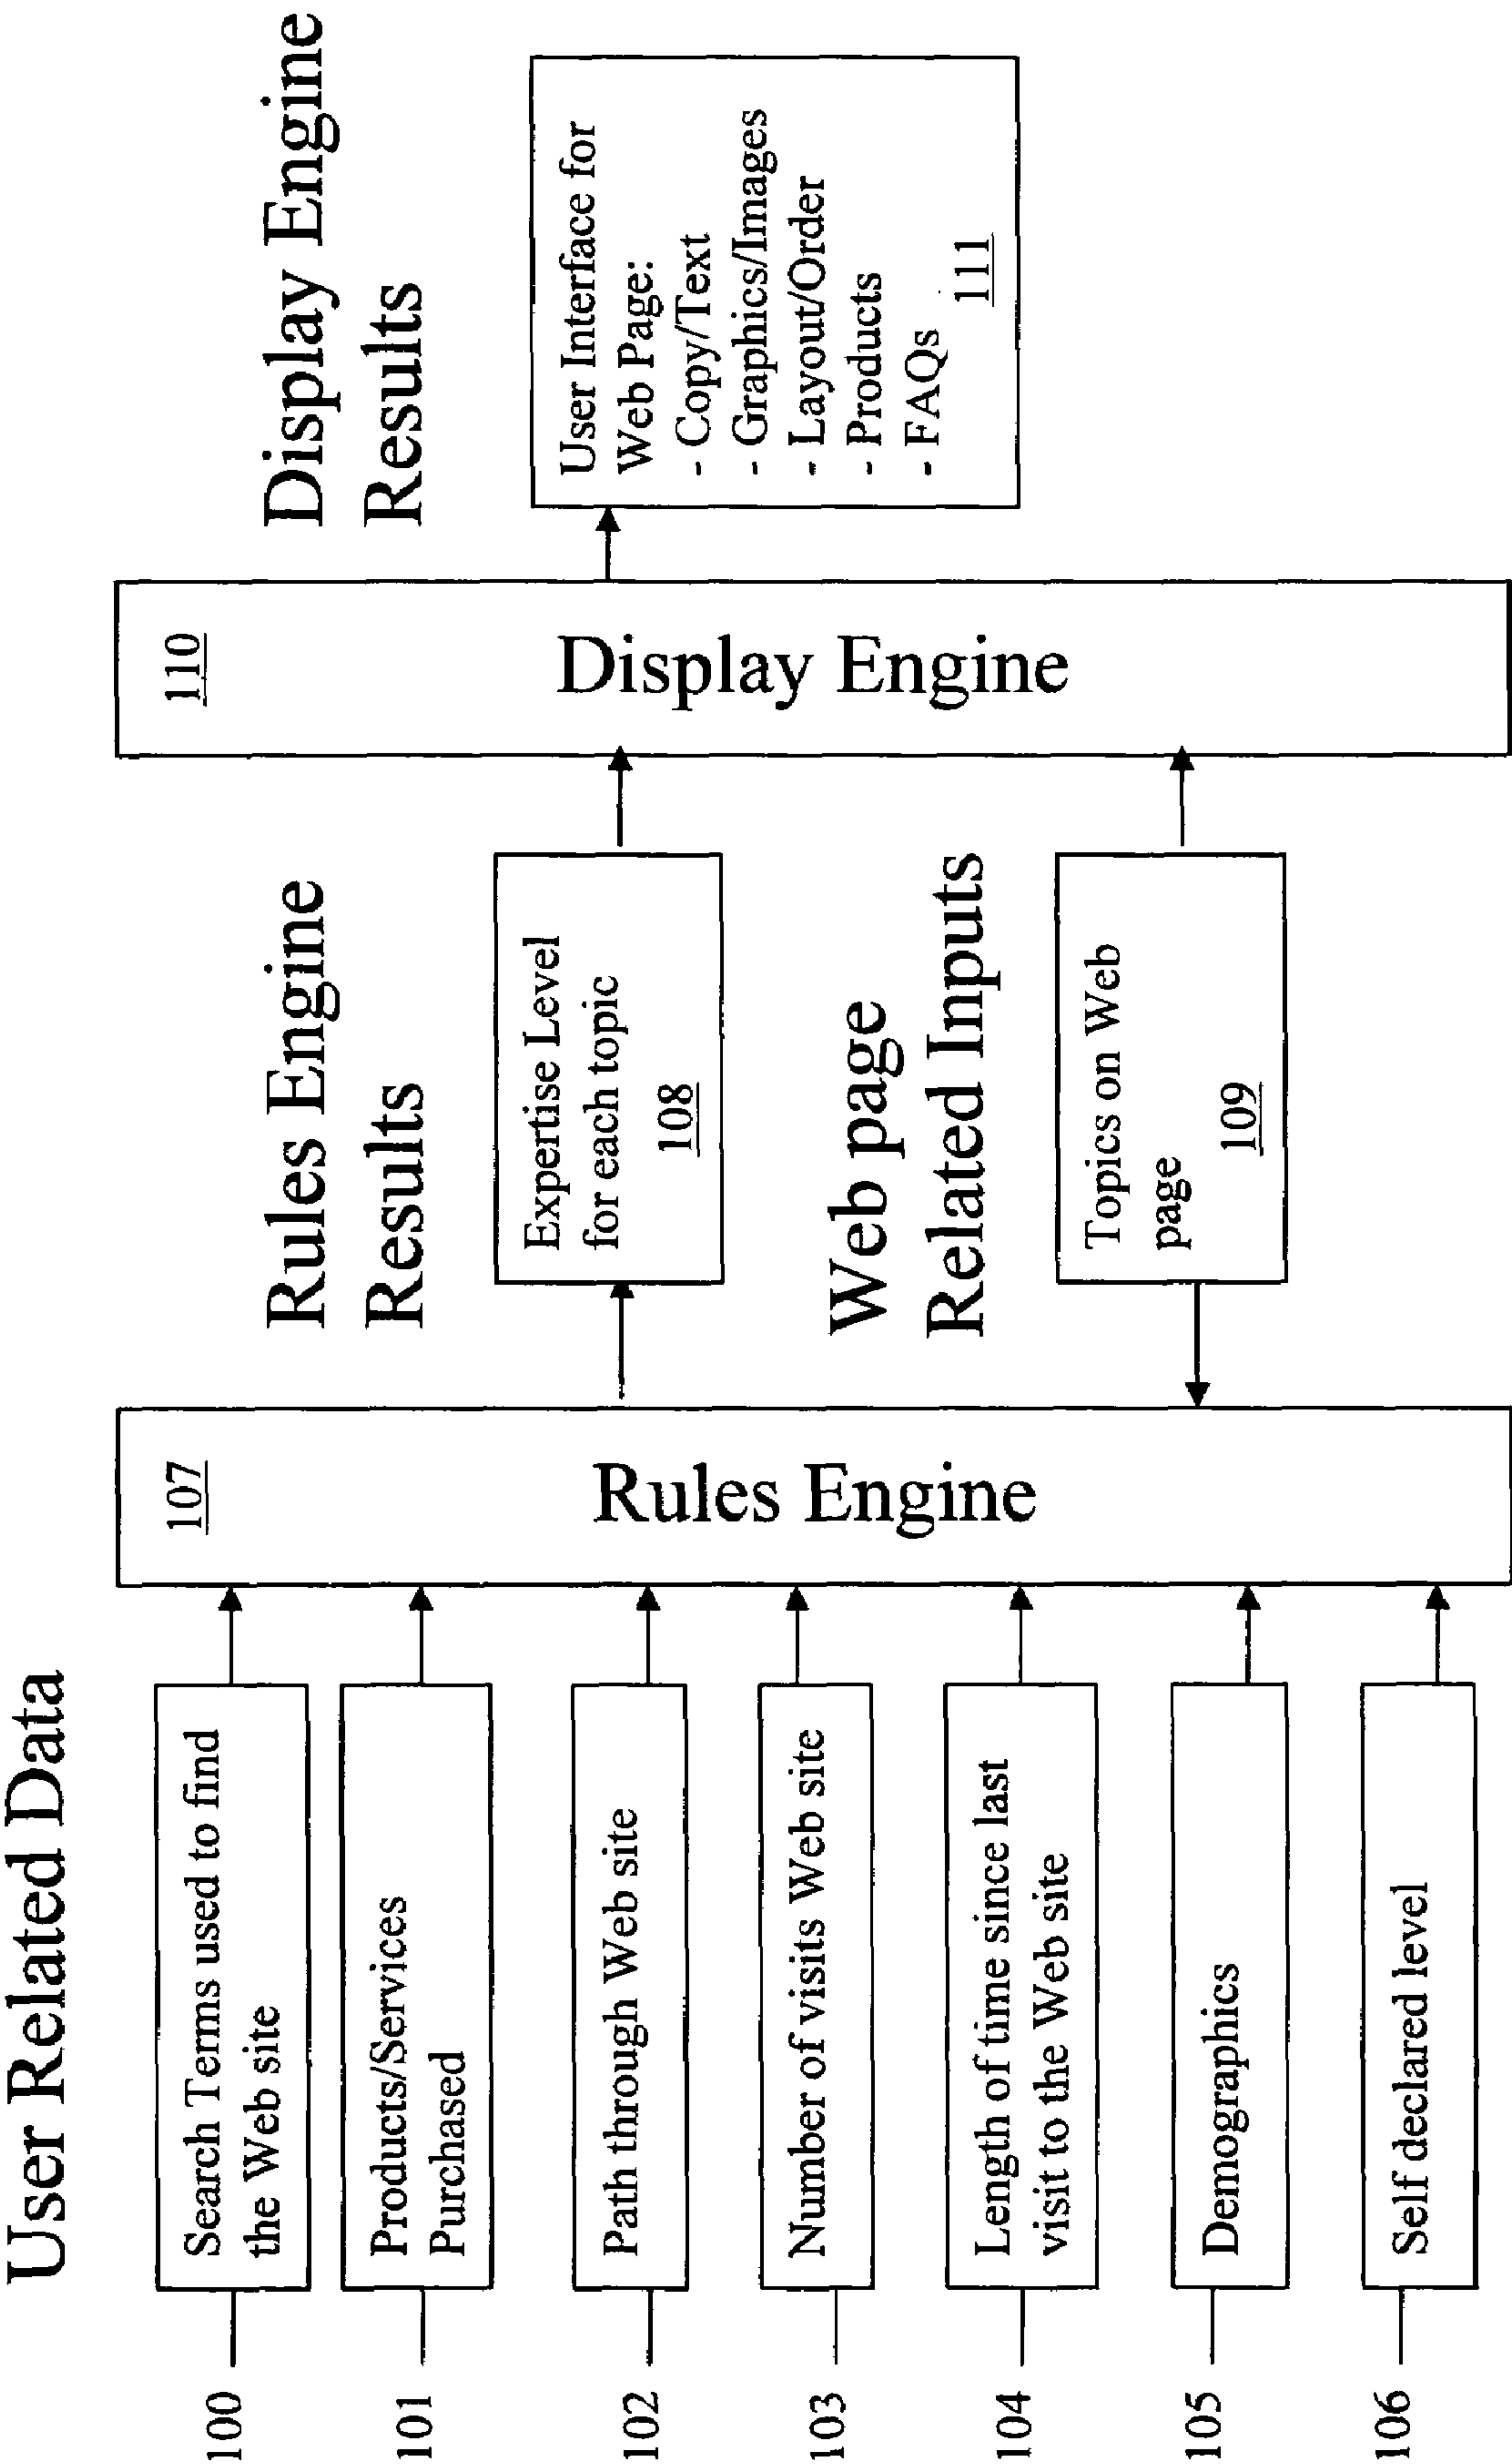 User Related Data
100
Search Terms used to find
the Web site
101
Products/Services
Purchased
102
Path through Web site
103
Number of visits Web site
104
Length of time since last
visit to the Web site
105
Demographics
106
Self declared level
107
Rules Engine
Rules Engine
Results
Expertise Level
for each topic
108
Web page
Related Inputs
Topics on Web
page
109
110
Display Engine
Display Engine
Results
User Interface for
Web Page:
- Copy/Text
- Graphics/Images
- Layout/Order
- Products
- FAQs
111